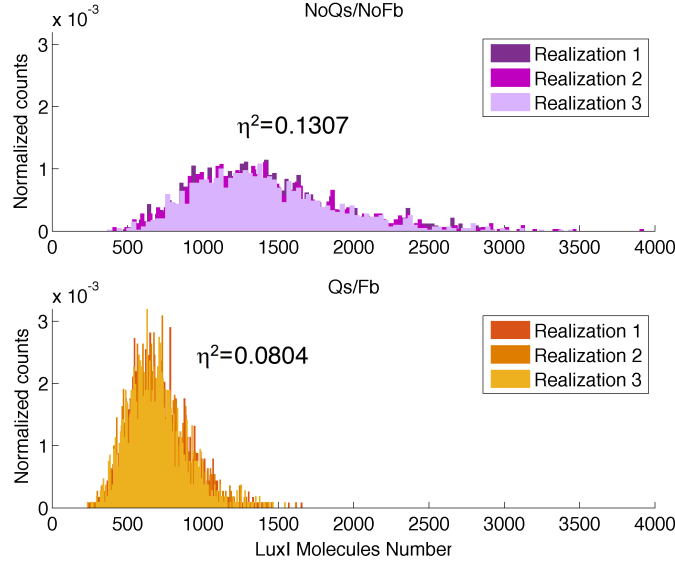 NoQs/NoFb
x 10⁻³
3
2
1
0
Normalized counts
η²=0.1307
Realization 1
Realization 2
Realization 3
0 500 1000 1500 2000 2500 3000 3500 4000
Qs/Fb
x 10⁻³
3
2
1
0
Normalized counts
η²=0.0804
Realization 1
Realization 2
Realization 3
0 500 1000 1500 2000 2500 3000 3500 4000
LuxI Molecules Number